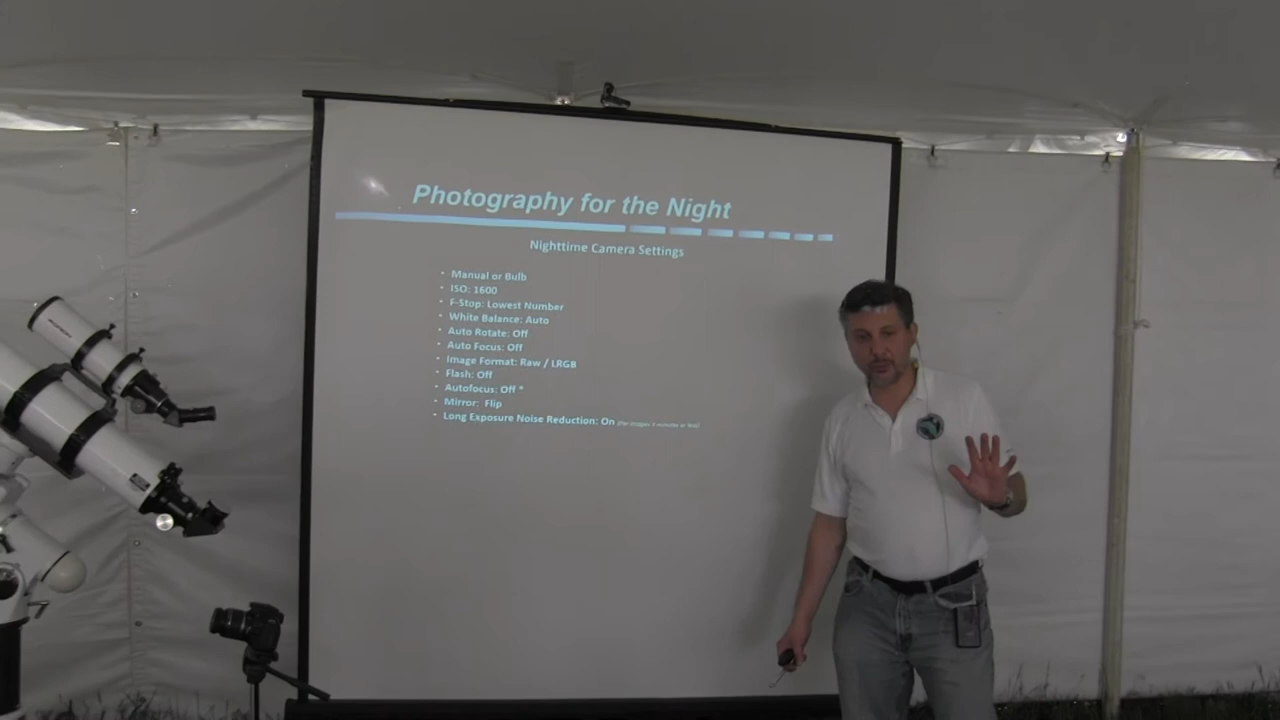 Photography for the Night
Nighttime Camera Settings
• Manual or Bulb
• ISO: 1600
• F-Stop: Lowest Number
• White Balance: Auto
• Auto Rotate: Off
• Auto Focus: Off
• Image Format: Raw / LRGB
• Flash: Off
• Autofocus: Off *
• Mirror: Flip
• Long Exposure Noise Reduction: On